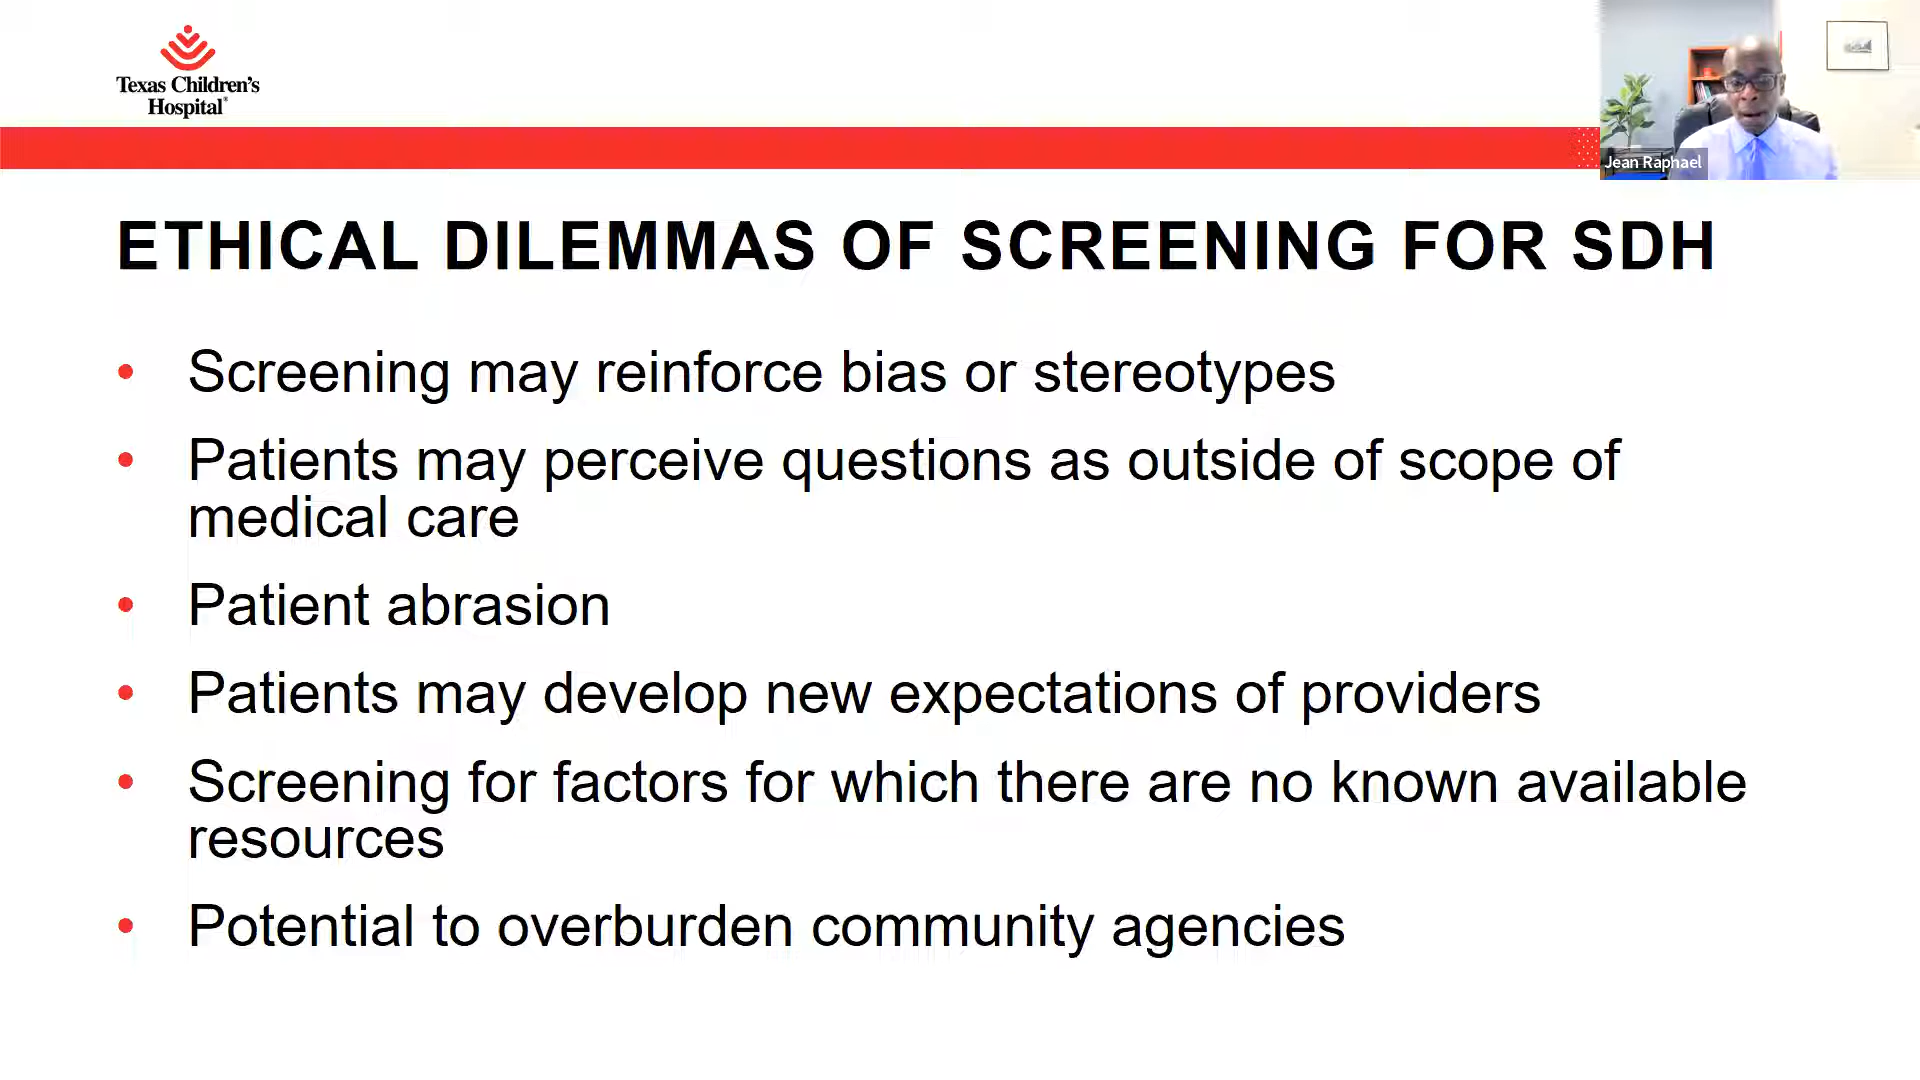 Texas Children's
Hospital®
Jean Raphael
ETHICAL DILEMMAS OF SCREENING FOR SDH
• Screening may reinforce bias or stereotypes
• Patients may perceive questions as outside of scope of
medical care
• Patient abrasion
• Patients may develop new expectations of providers
• Screening for factors for which there are no known available
resources
• Potential to overburden community agencies